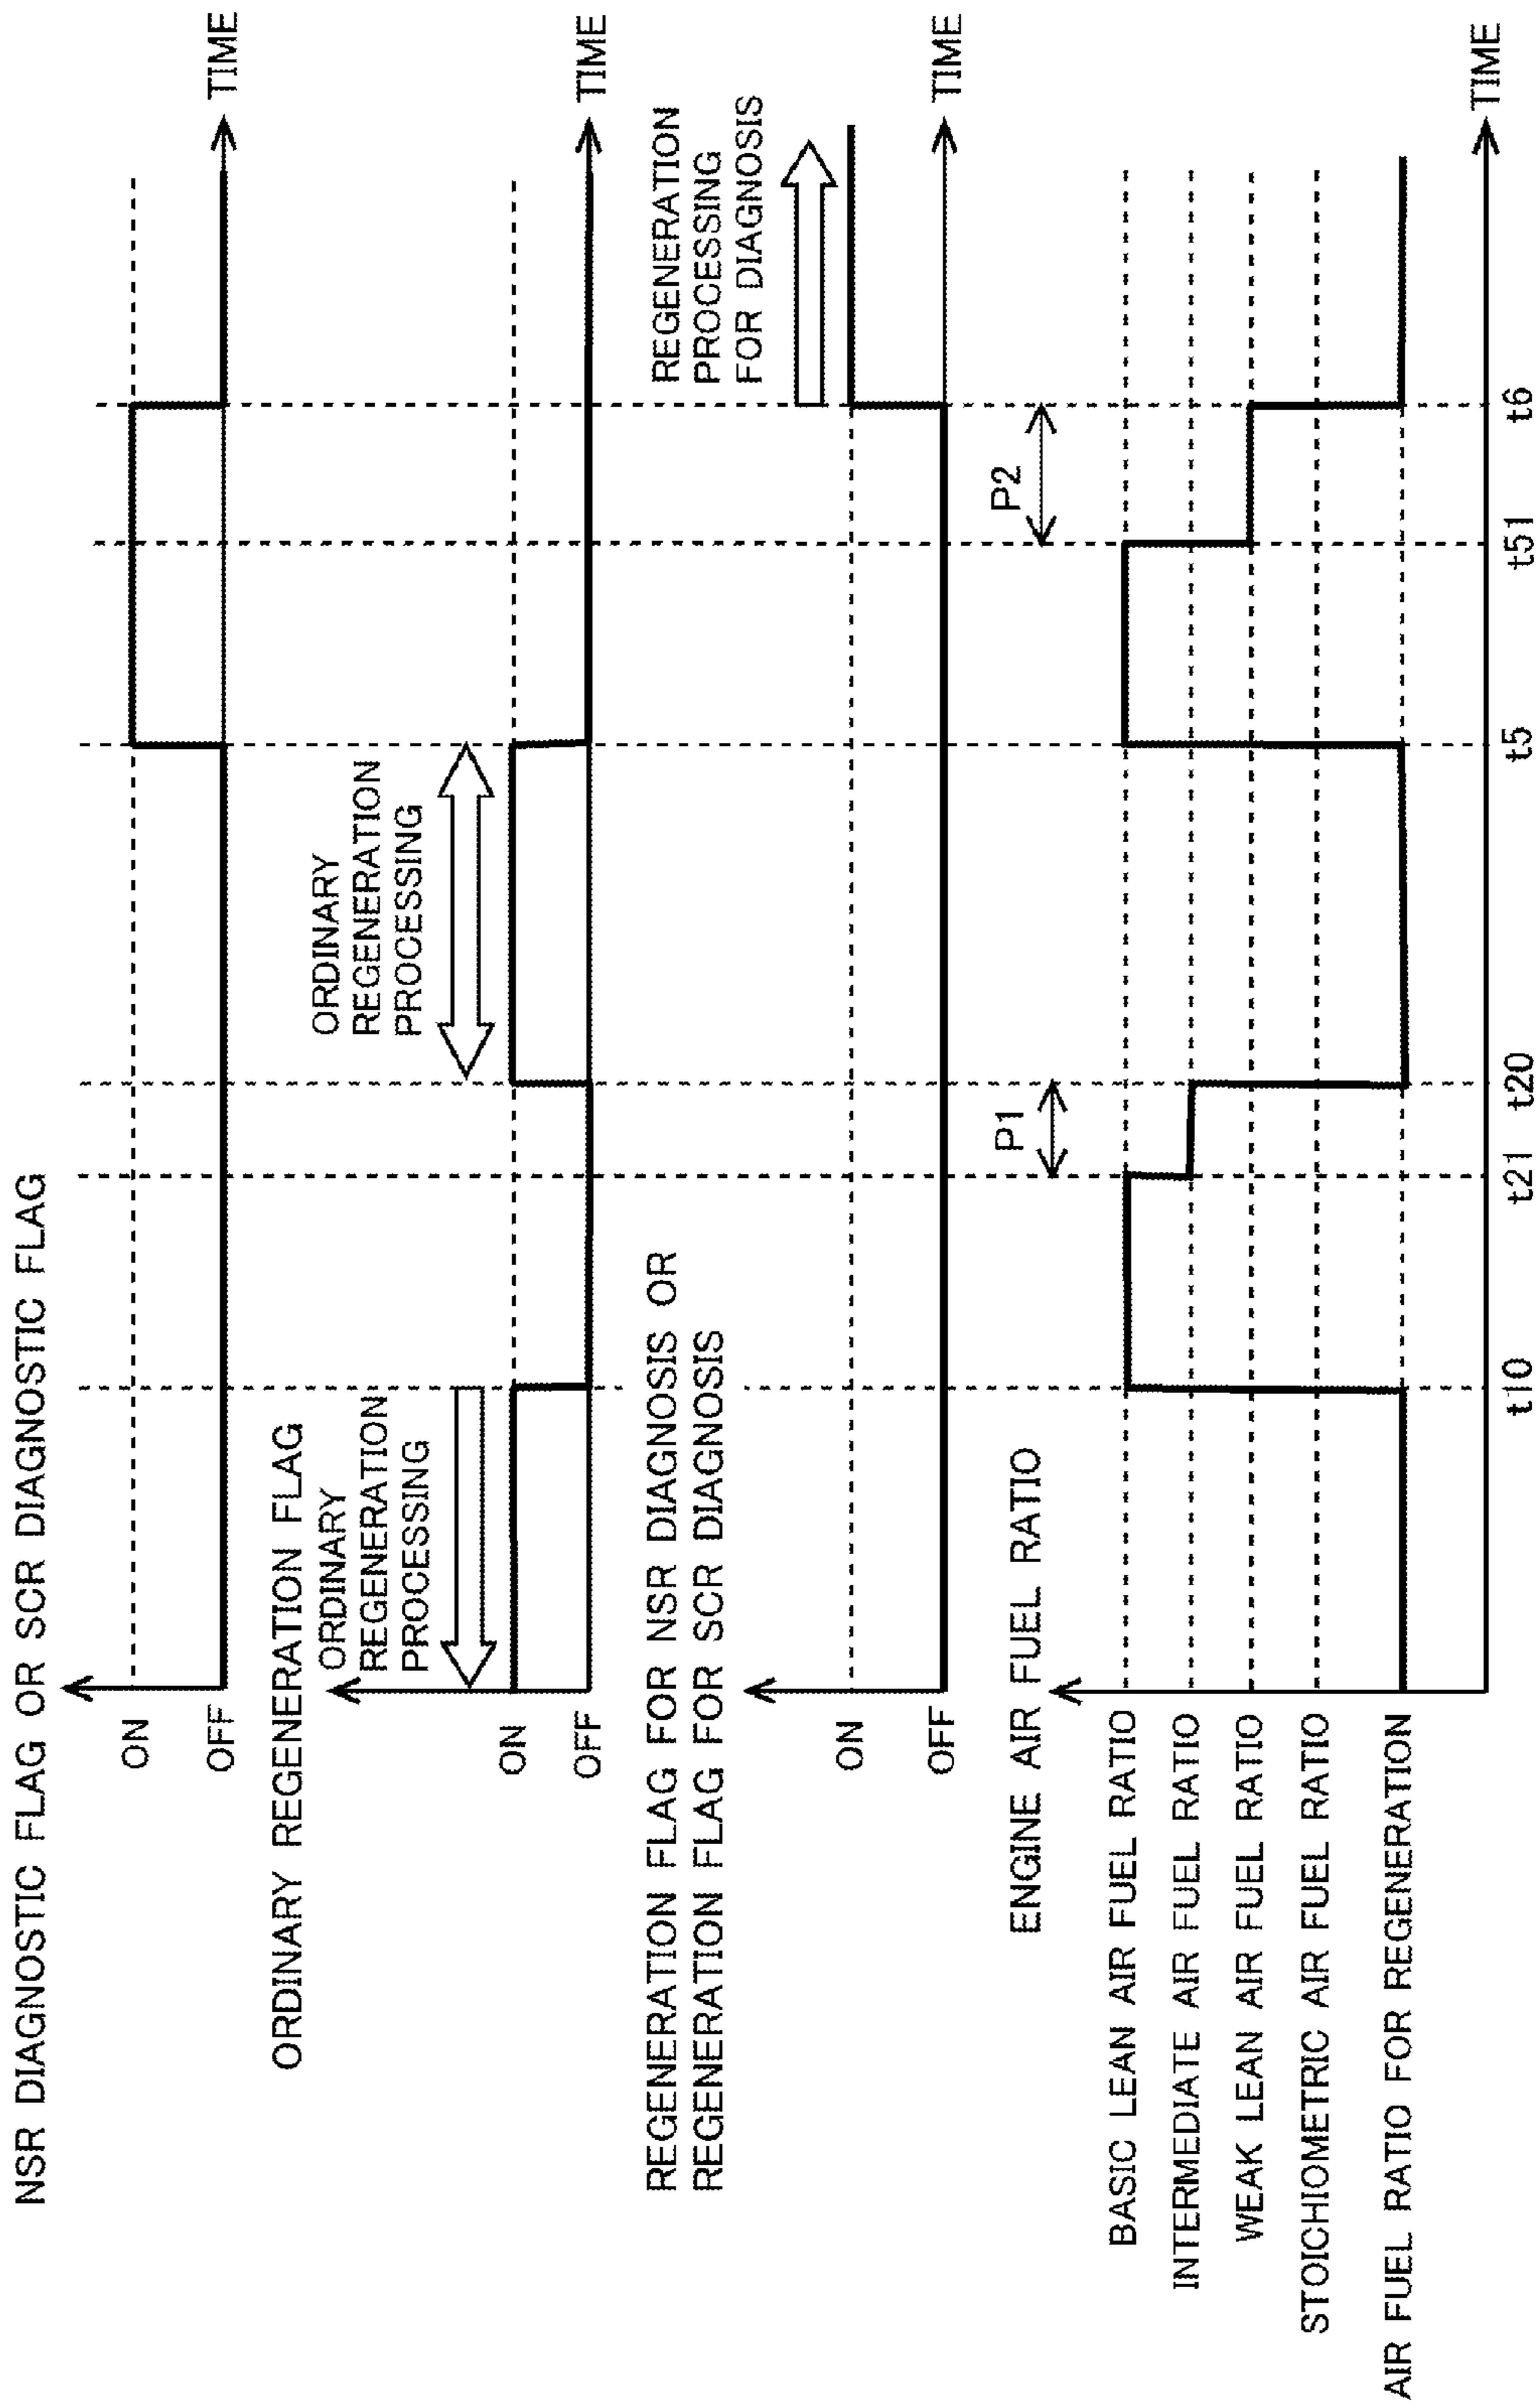 NSR DIAGNOSTIC FLAG OR SCR DIAGNOSTIC FLAG
ON
OFF
TIME
ORDINARY REGENERATION FLAG
ORDINARY
REGENERATION
PROCESSING
ORDINARY
REGENERATION
PROCESSING
ON
OFF
TIME
REGENERATION FLAG FOR NSR DIAGNOSIS OR
REGENERATION FLAG FOR SCR DIAGNOSIS
REGENERATION
PROCESSING
FOR DIAGNOSIS
ON
OFF
TIME
ENGINE AIR FUEL RATIO
P1
P2
BASIC LEAN AIR FUEL RATIO
INTERMEDIATE AIR FUEL RATIO
WEAK LEAN AIR FUEL RATIO
STOICHIOMETRIC AIR FUEL RATIO
AIR FUEL RATIO FOR REGENERATION
TIME
t10
t21
t20
t5
t51
t6